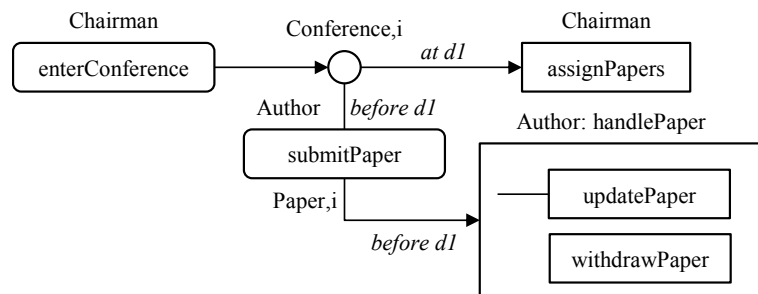 Chairman
Conference,i
Chairman
enterConference
at d1
assignPapers
Author
before d1
Author: handlePaper
submitPaper
Paper,i
updatePaper
before d1
withdrawPaper